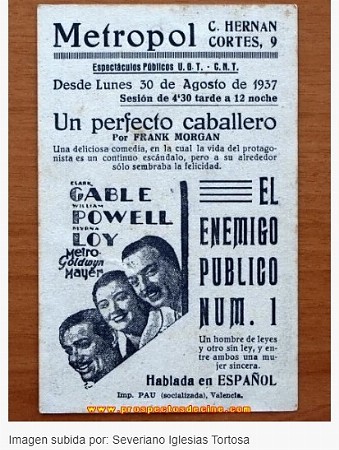 Metropol
C. HERNAN
CORTES, 9
Espectáculos Públicos U. G. T. - C. N. T.
Desde Lunes 30 de Agosto de 1937
Sesión de 4'30 tarde a 12 noche
Un perfecto caballero
Por FRANK MORGAN
Una deliciosa comedia, en la cual la vida del protago-
nista es un continuo escándalo, pero a su alrededor
sólo sembraba la felicidad.
CLARK
GABLE
WILLIAM
POWELL
MYRNA
LOY
METRO-
Goldwyn
Mayer
EL
ENEMIGO
PUBLICO
NUM. 1
Un hombre de leyes
y otro sin ley, y en-
tre ambos una mu-
jer sincera.
Hablada en ESPAÑOL
Imp. PAU (socializada), Valencia.
www.prospectosdecine.com
Imagen subida por: Severiano Iglesias Tortosa